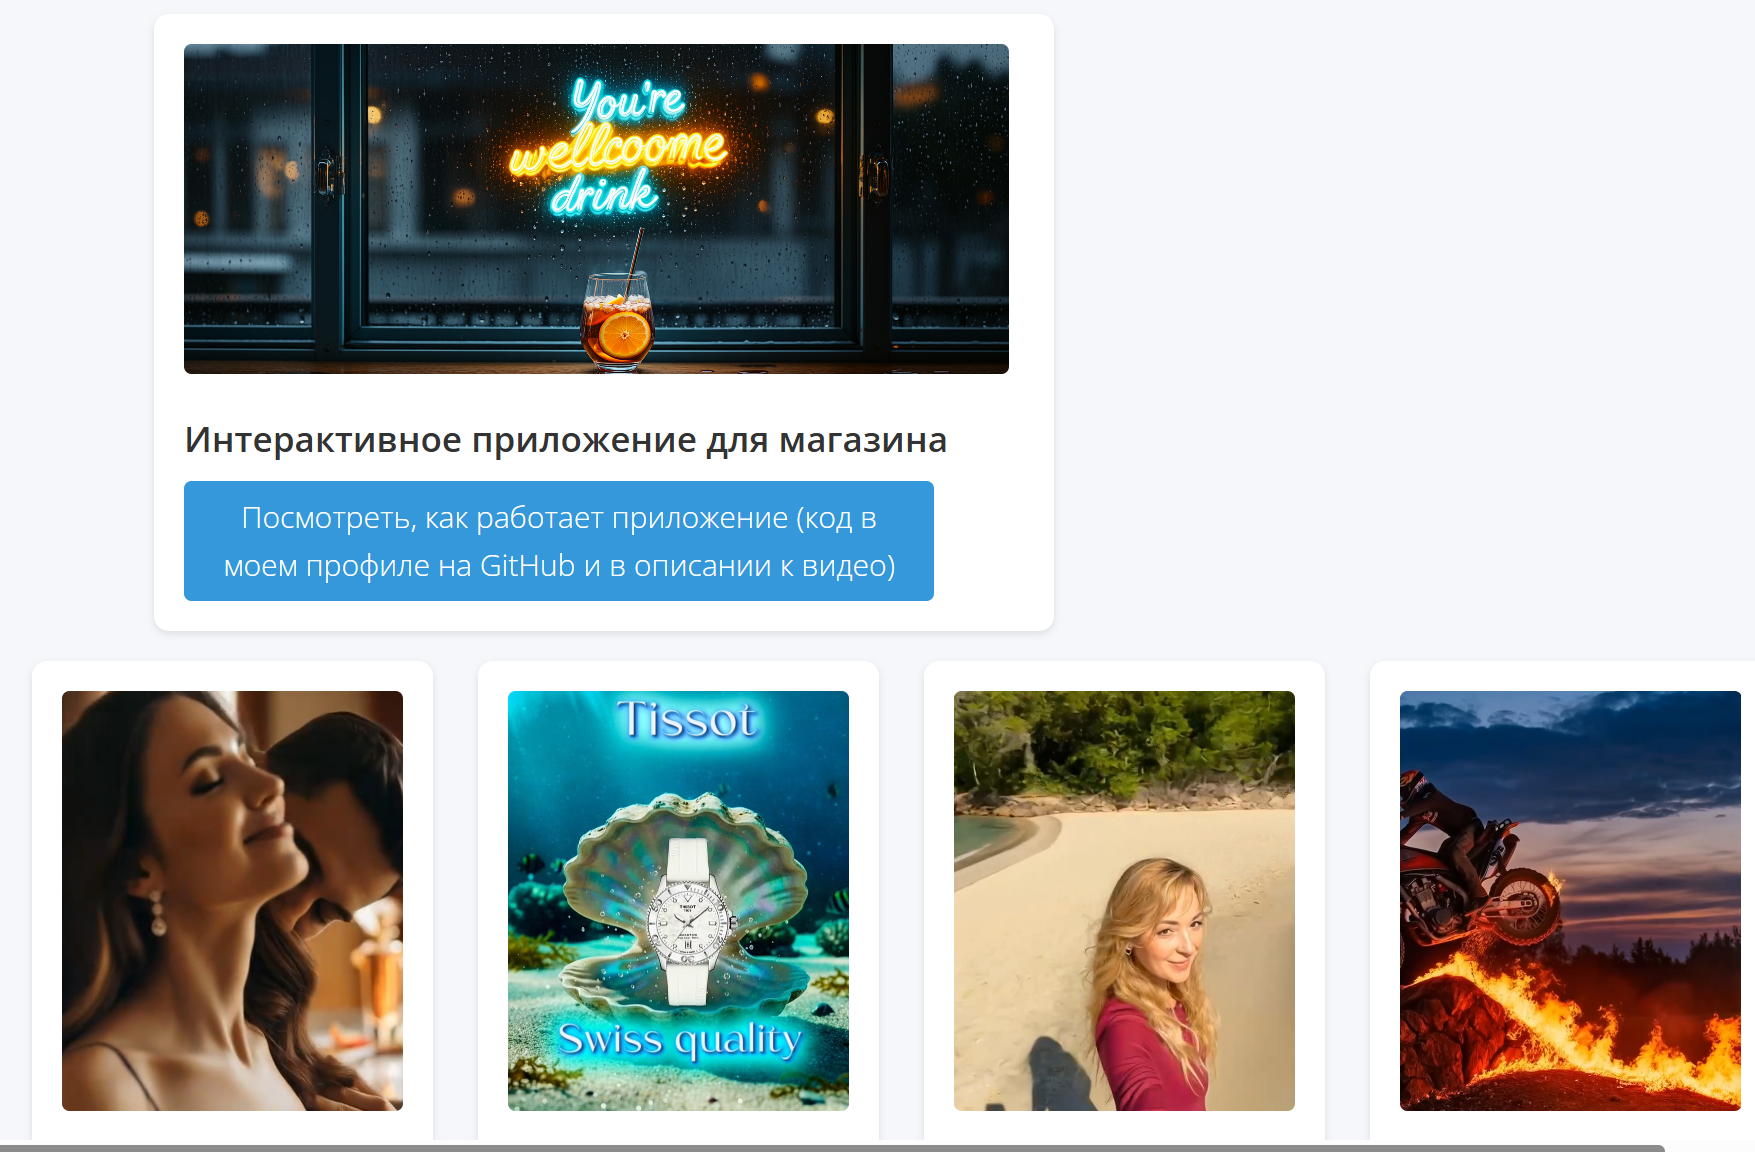 You're
wellcoome
drink
Интерактивное приложение для магазина
Посмотреть, как работает приложение (код в
моем профиле на GitHub и в описании к видео)
Tissot
TISSOT
Swiss quality